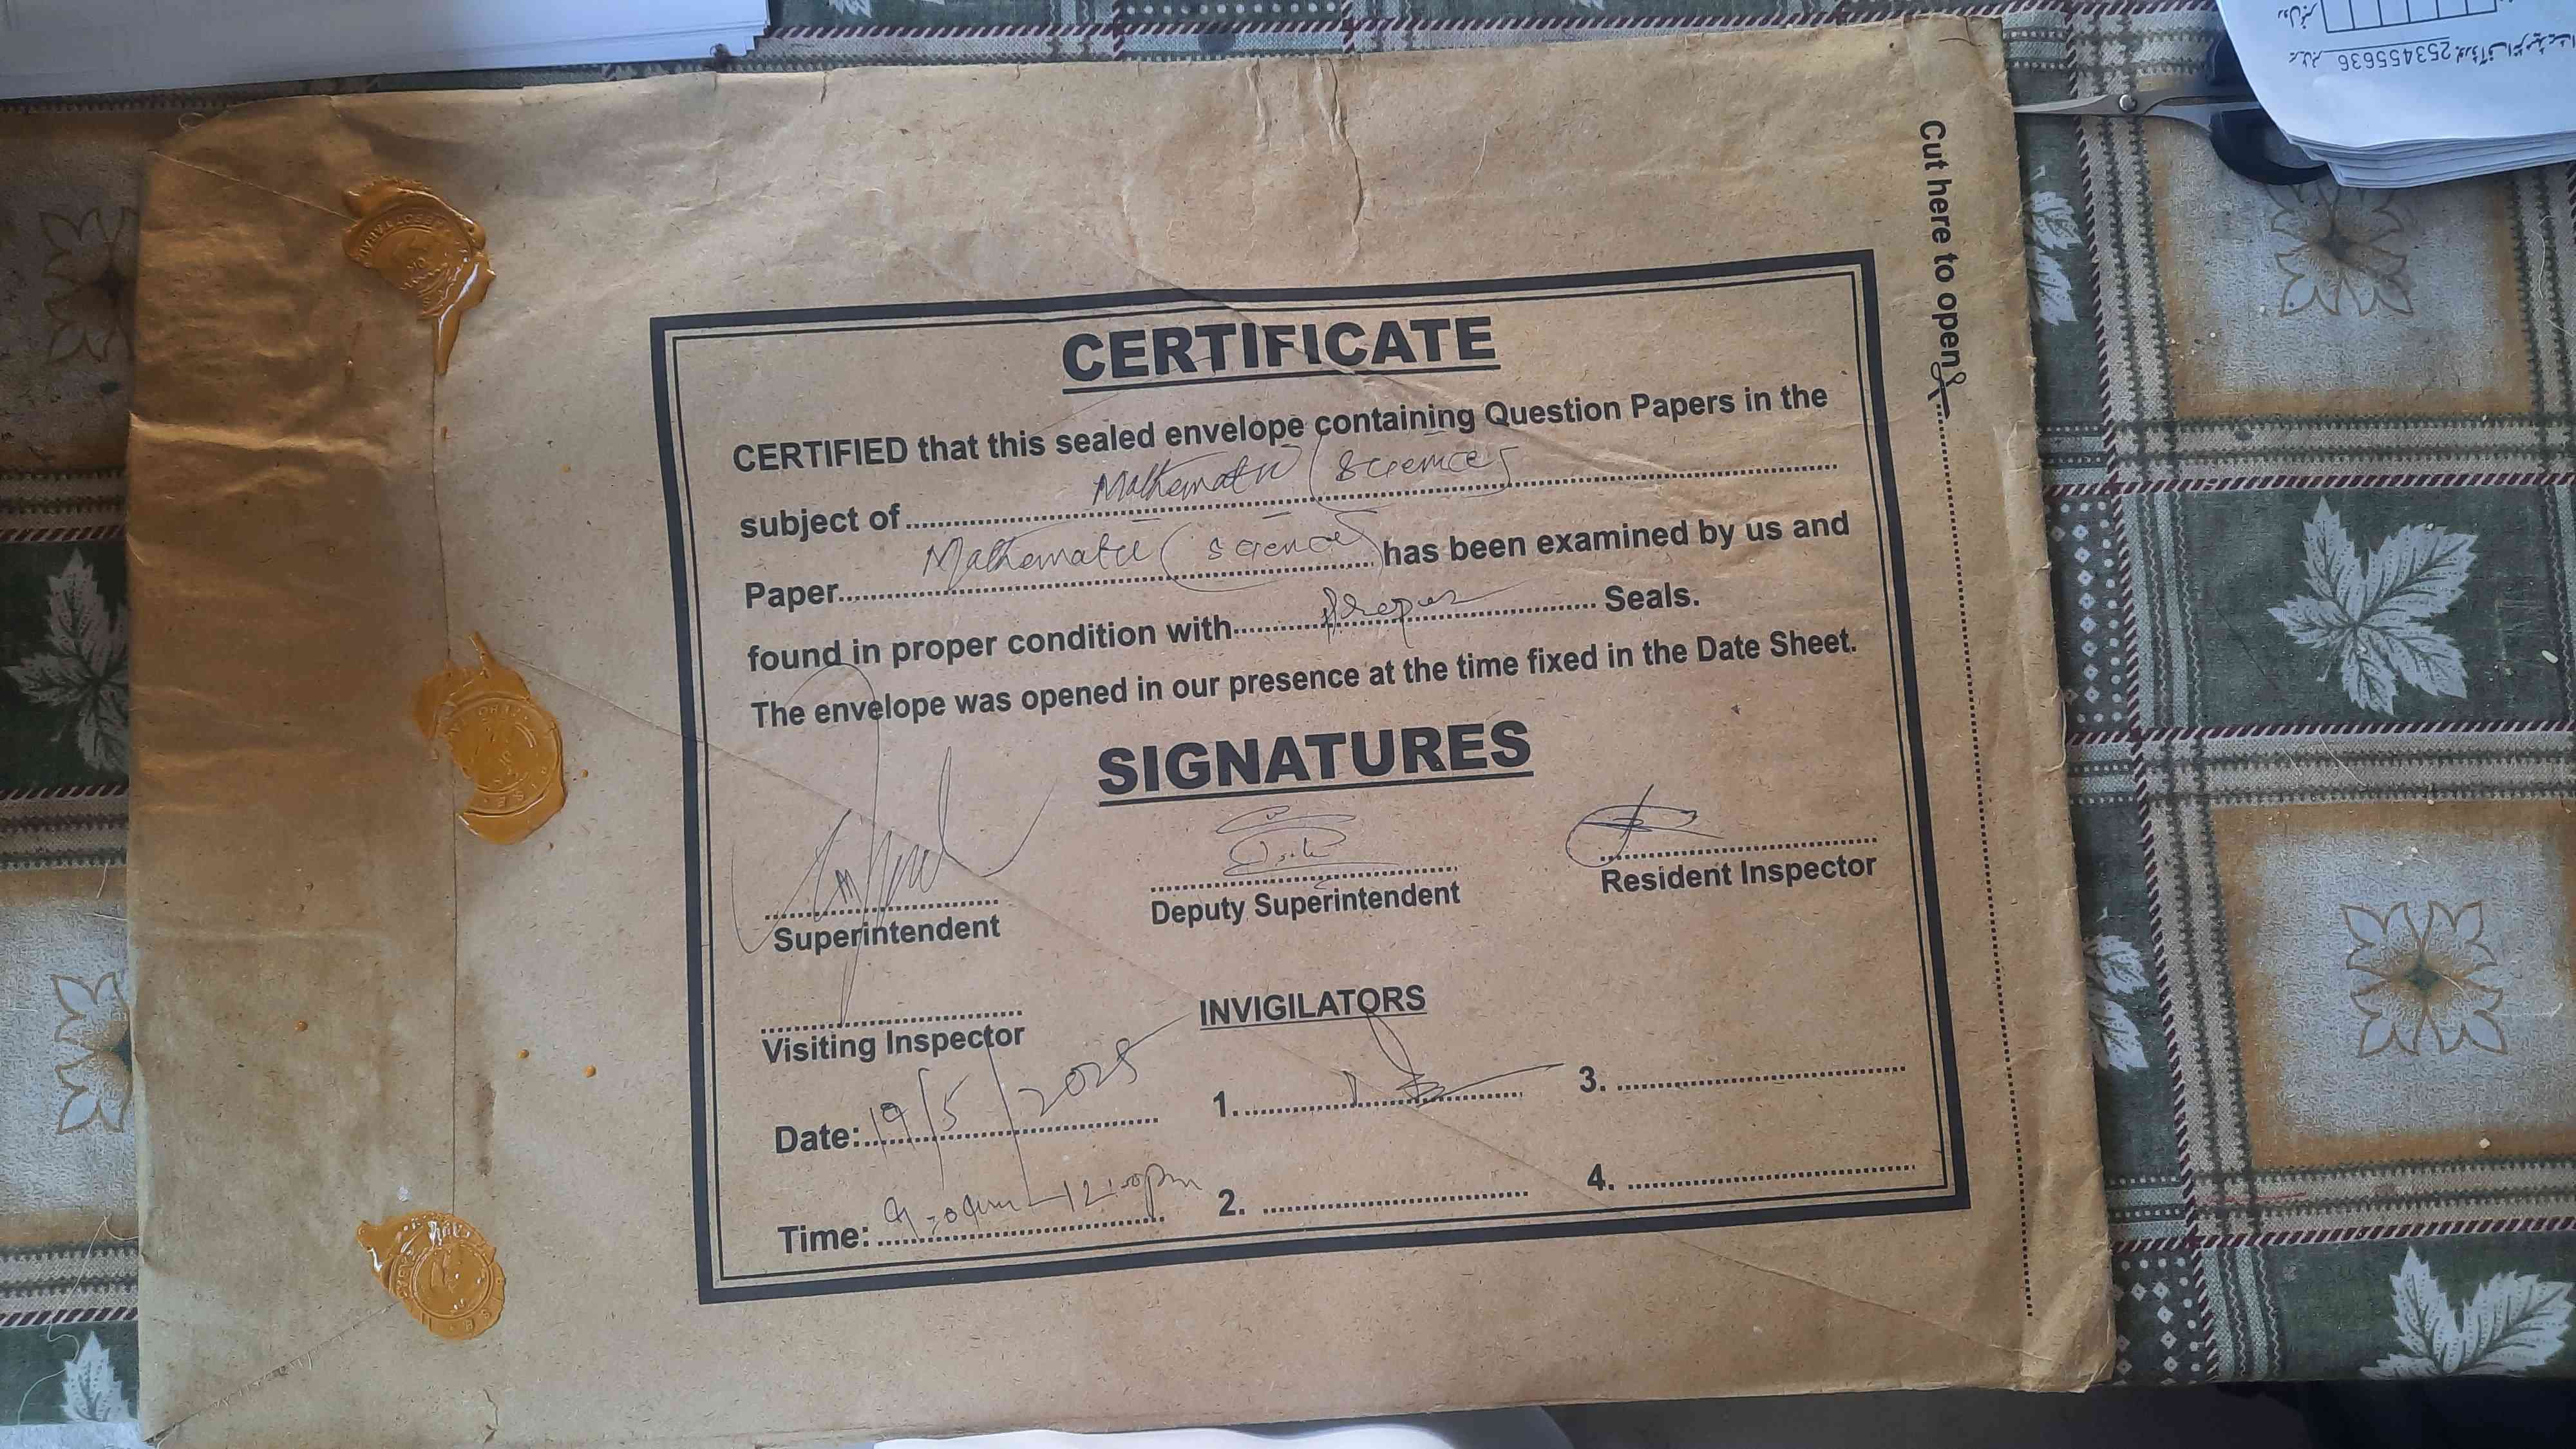 CERTIFICATE
CERTIFIED that this sealed envelope containing Question Papers in the
subject of Mathematic (Science)
Paper Mathematic (Science) has been examined by us and
found in proper condition with proper Seals.
The envelope was opened in our presence at the time fixed in the Date Sheet.
SIGNATURES
Superintendent
Deputy Superintendent
Resident Inspector
Visiting Inspector
INVIGILATORS
Date: 19/5/2025
1.
3.
Time: 9:00am - 12:00pm
2.
4.
Cut here to open
253455636